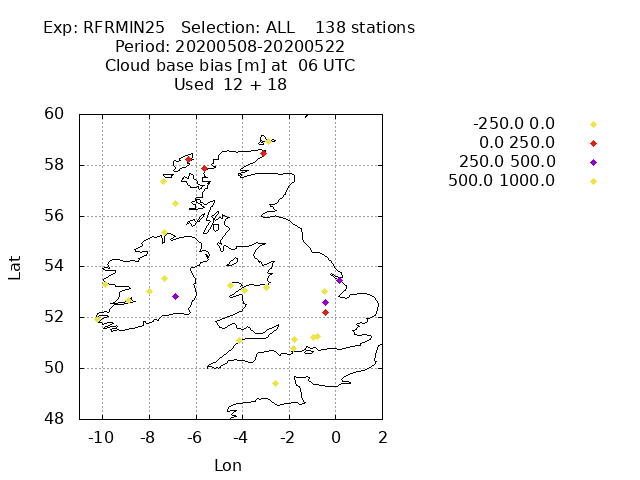 Exp: RFRMIN25   Selection: ALL    138 stations
Period: 20200508-20200522
Cloud base bias [m] at  06 UTC
Used  12 + 18
-250.0 0.0
0.0 250.0
250.0 500.0
500.0 1000.0
60
58
56
54
52
50
48
Lat
-10 -8 -6 -4 -2 0 2
Lon